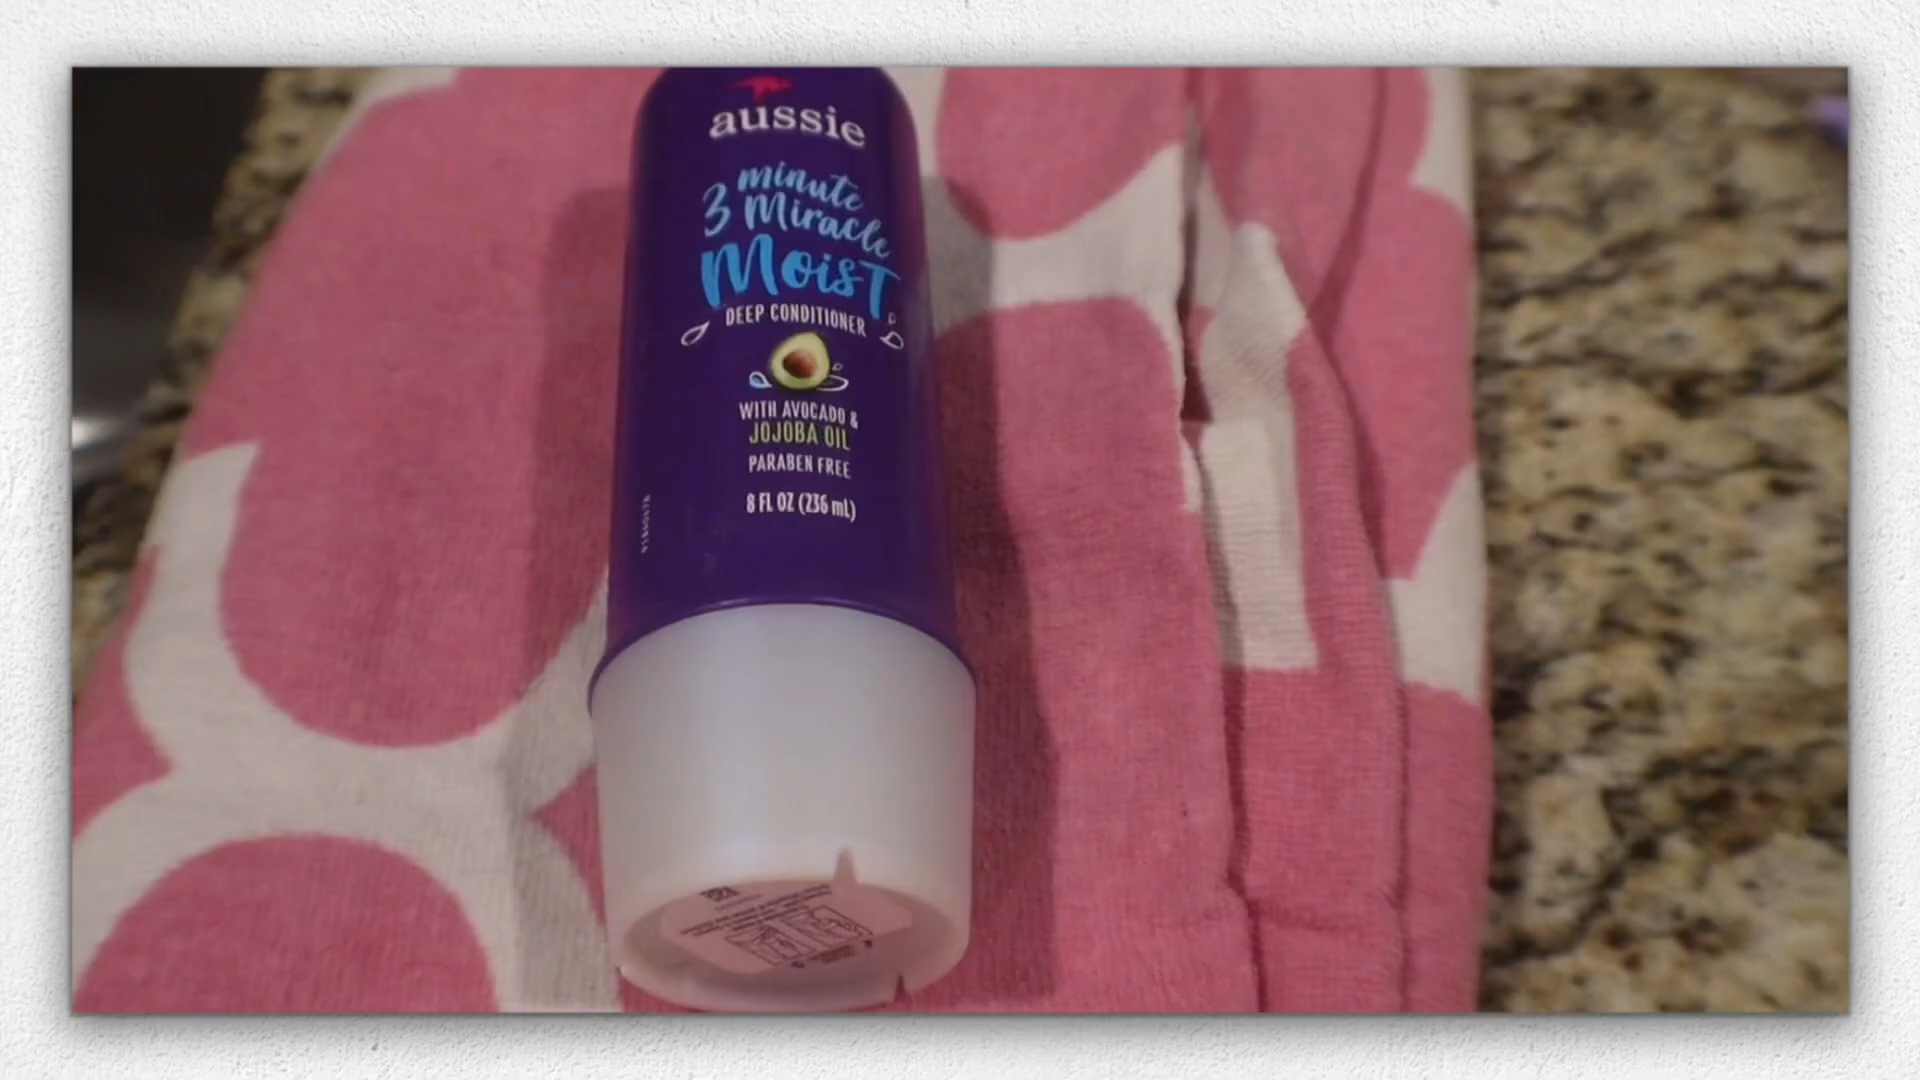 aussie
3 minute
Miracle
Moist
DEEP CONDITIONER
WITH AVOCADO &
JOJOBA OIL
PARABEN FREE
8 FL OZ (236 mL)